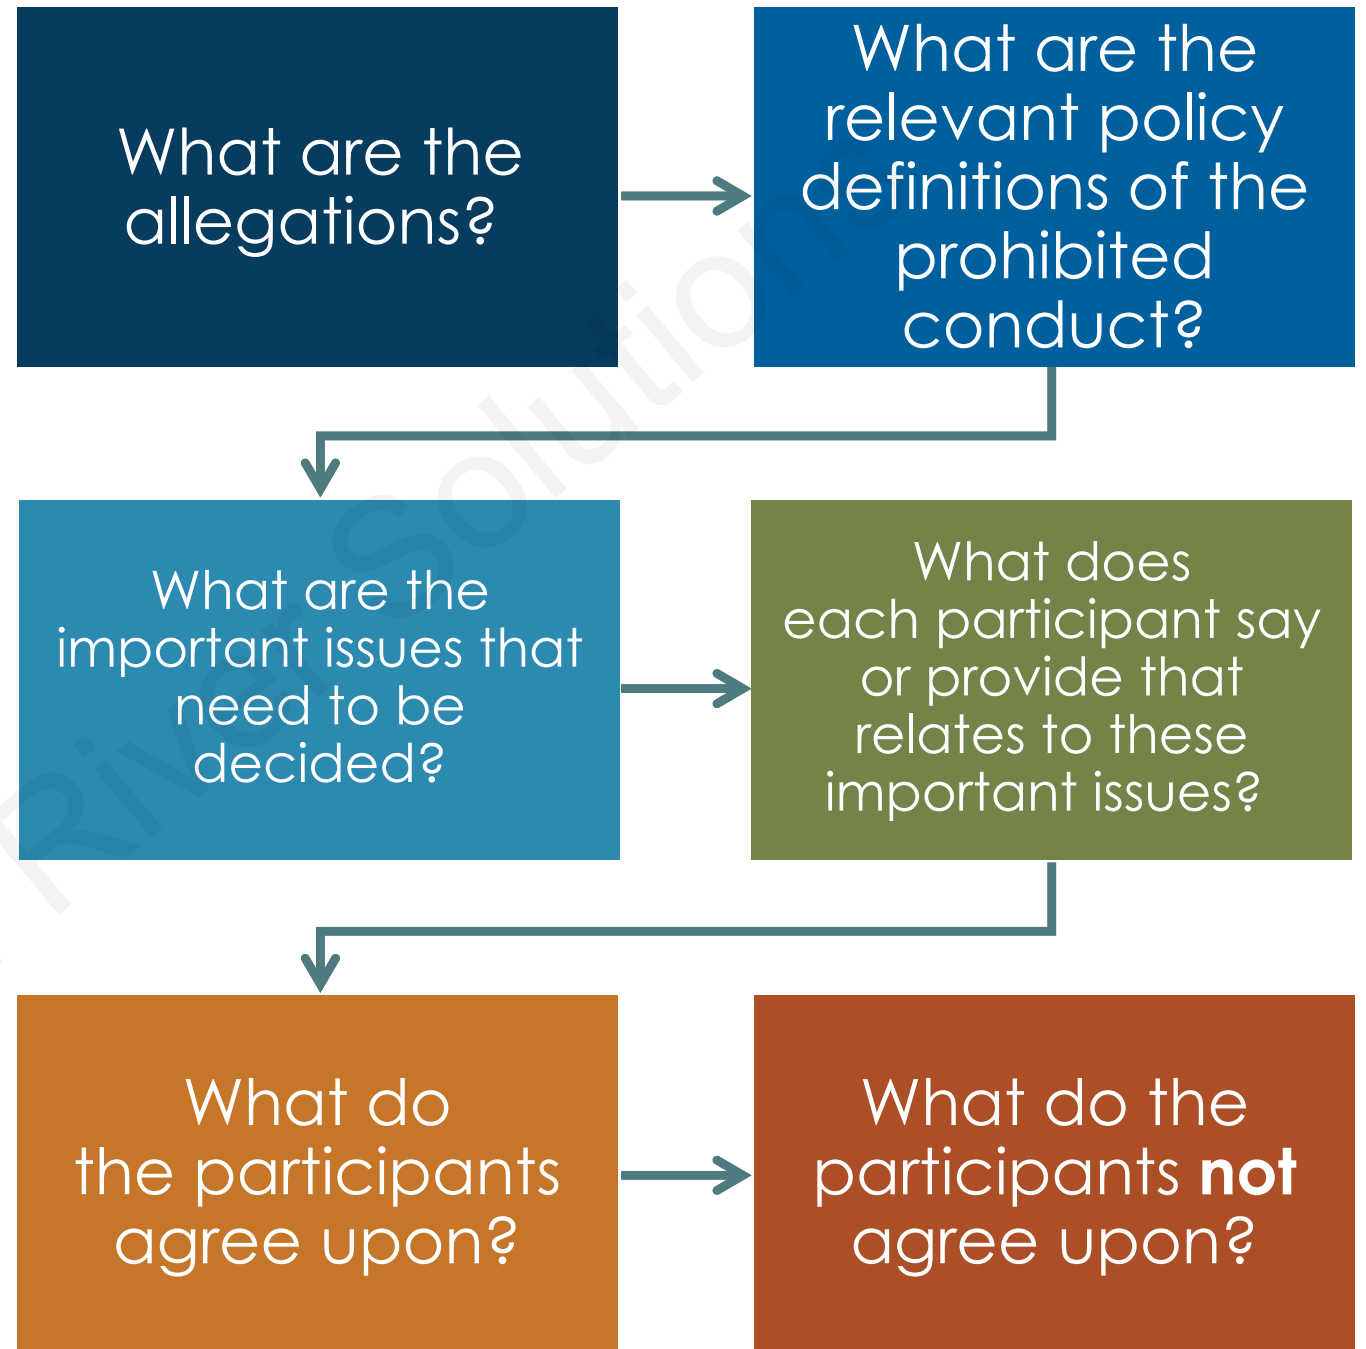 What are the
allegations?
What are the
relevant policy
definitions of the
prohibited
conduct?
What are the
important issues that
need to be
decided?
What does
each participant say
or provide that
relates to these
important issues?
What do
the participants
agree upon?
What do the
participants not
agree upon?
River Solutions